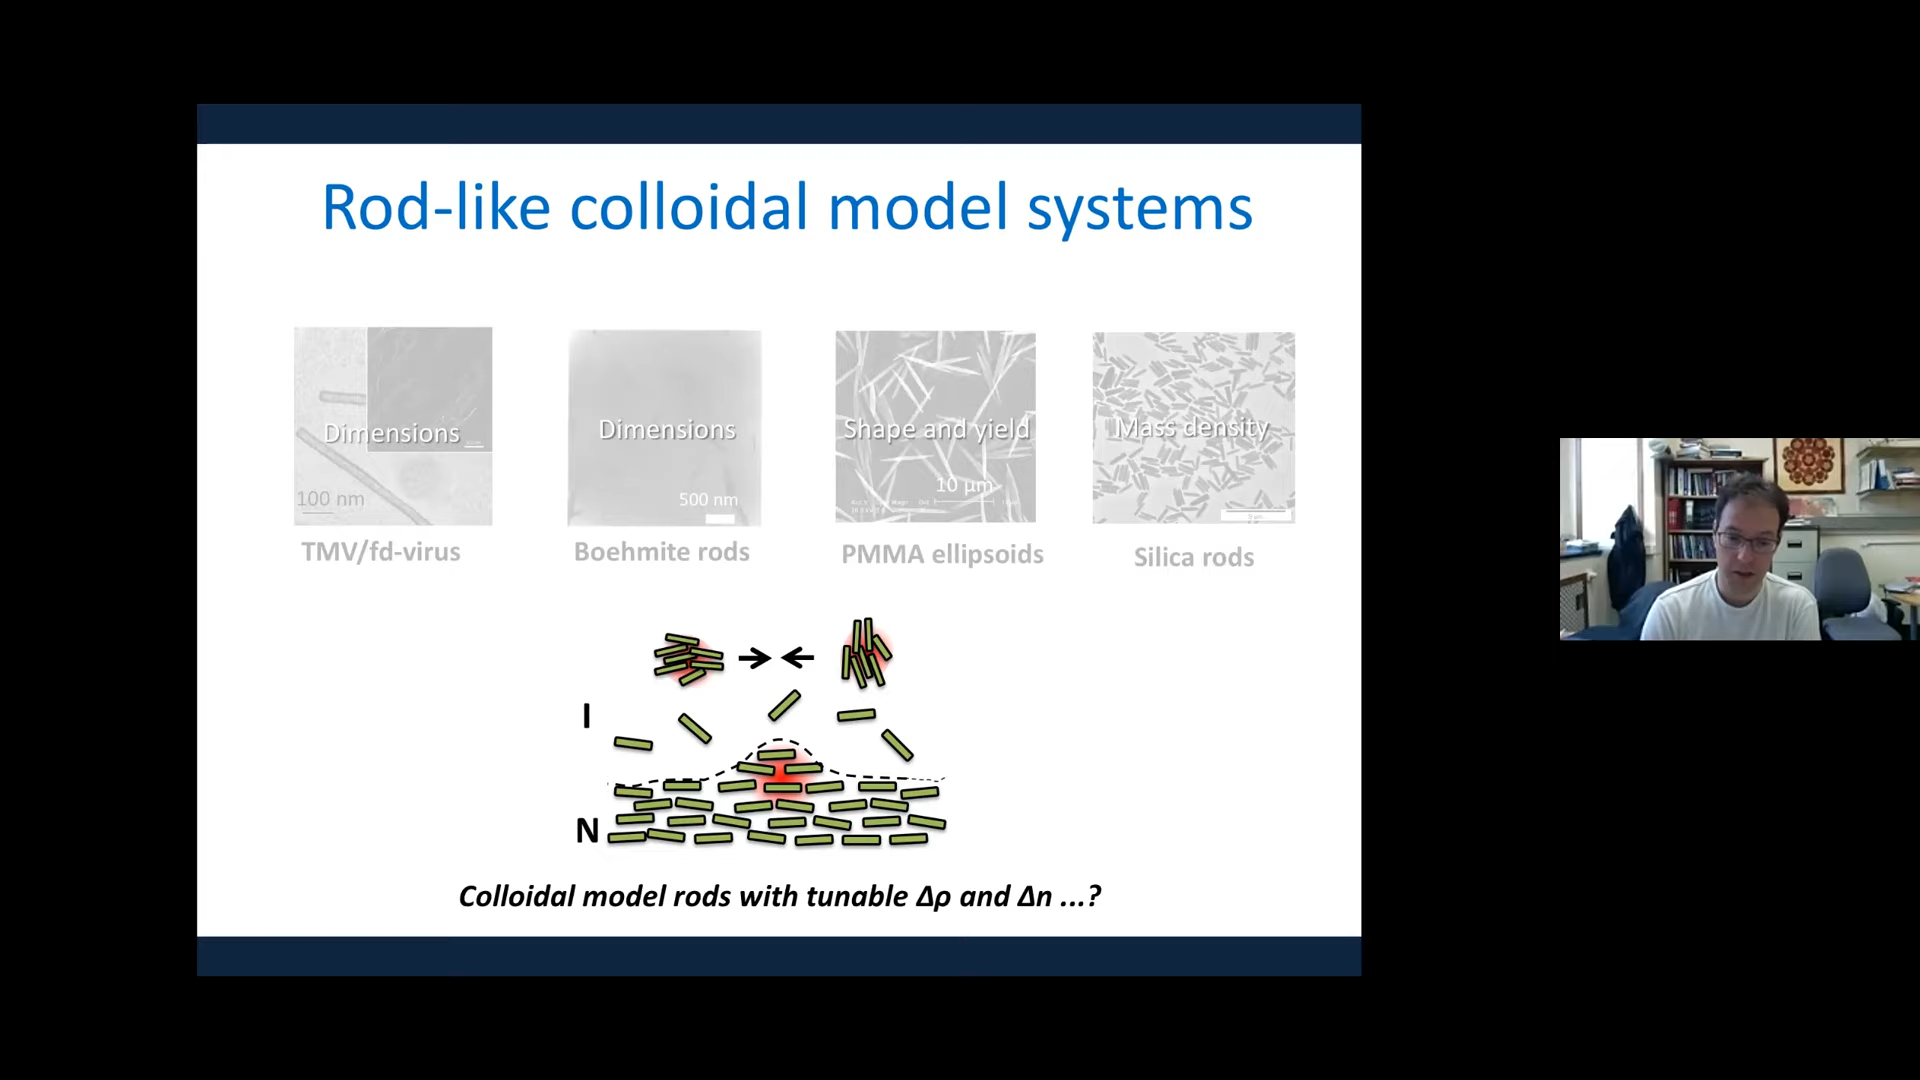 Rod-like colloidal model systems
Dimensions
100 nm
Dimensions
500 nm
Shape and yield
10 μm
Mass density
TMV/fd-virus
Boehmite rods
PMMA ellipsoids
Silica rods
I
N
Colloidal model rods with tunable Δρ and Δn ...?